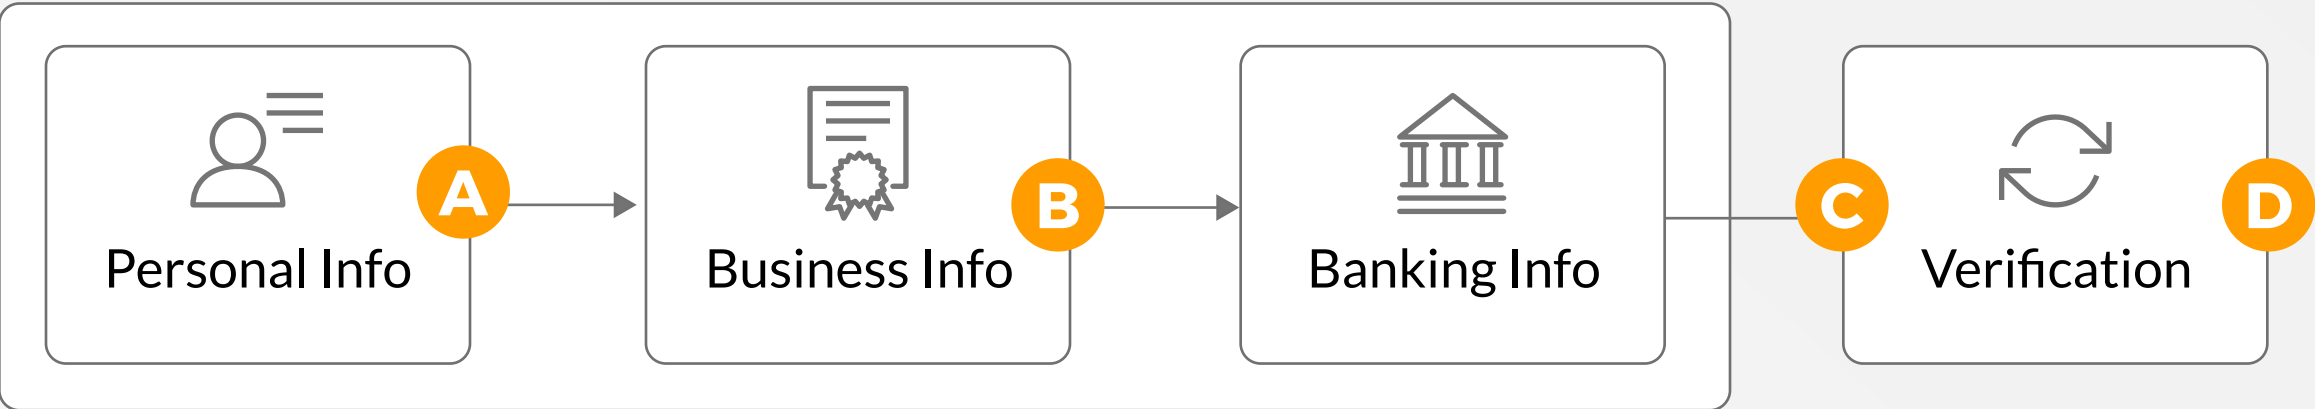 Personal Info
A
Business Info
B
Banking Info
C
Verification
D